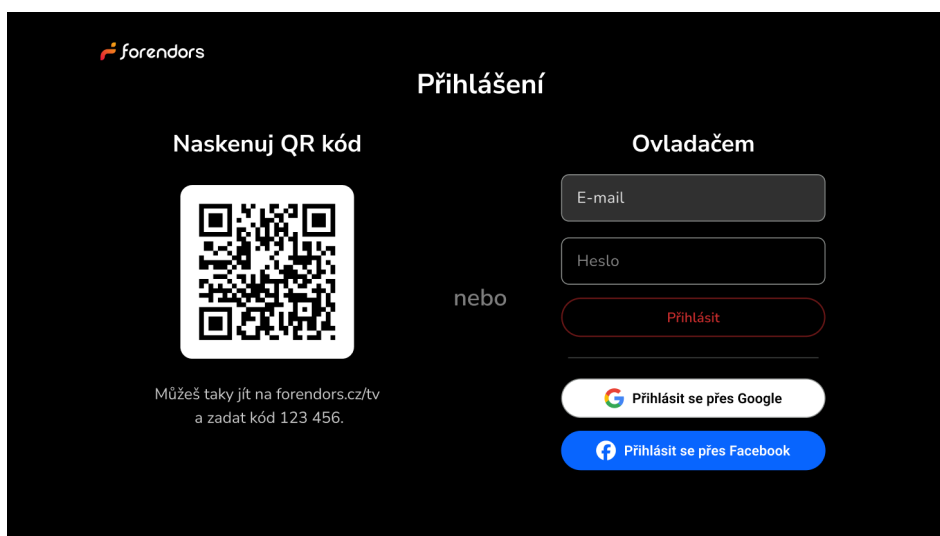 forendors
Přihlášení
Naskenuj QR kód
Můžeš taky jít na forendors.cz/tv
a zadat kód 123 456.
nebo
Ovladačem
E-mail
Heslo
Přihlásit
Přihlásit se přes Google
Přihlásit se přes Facebook